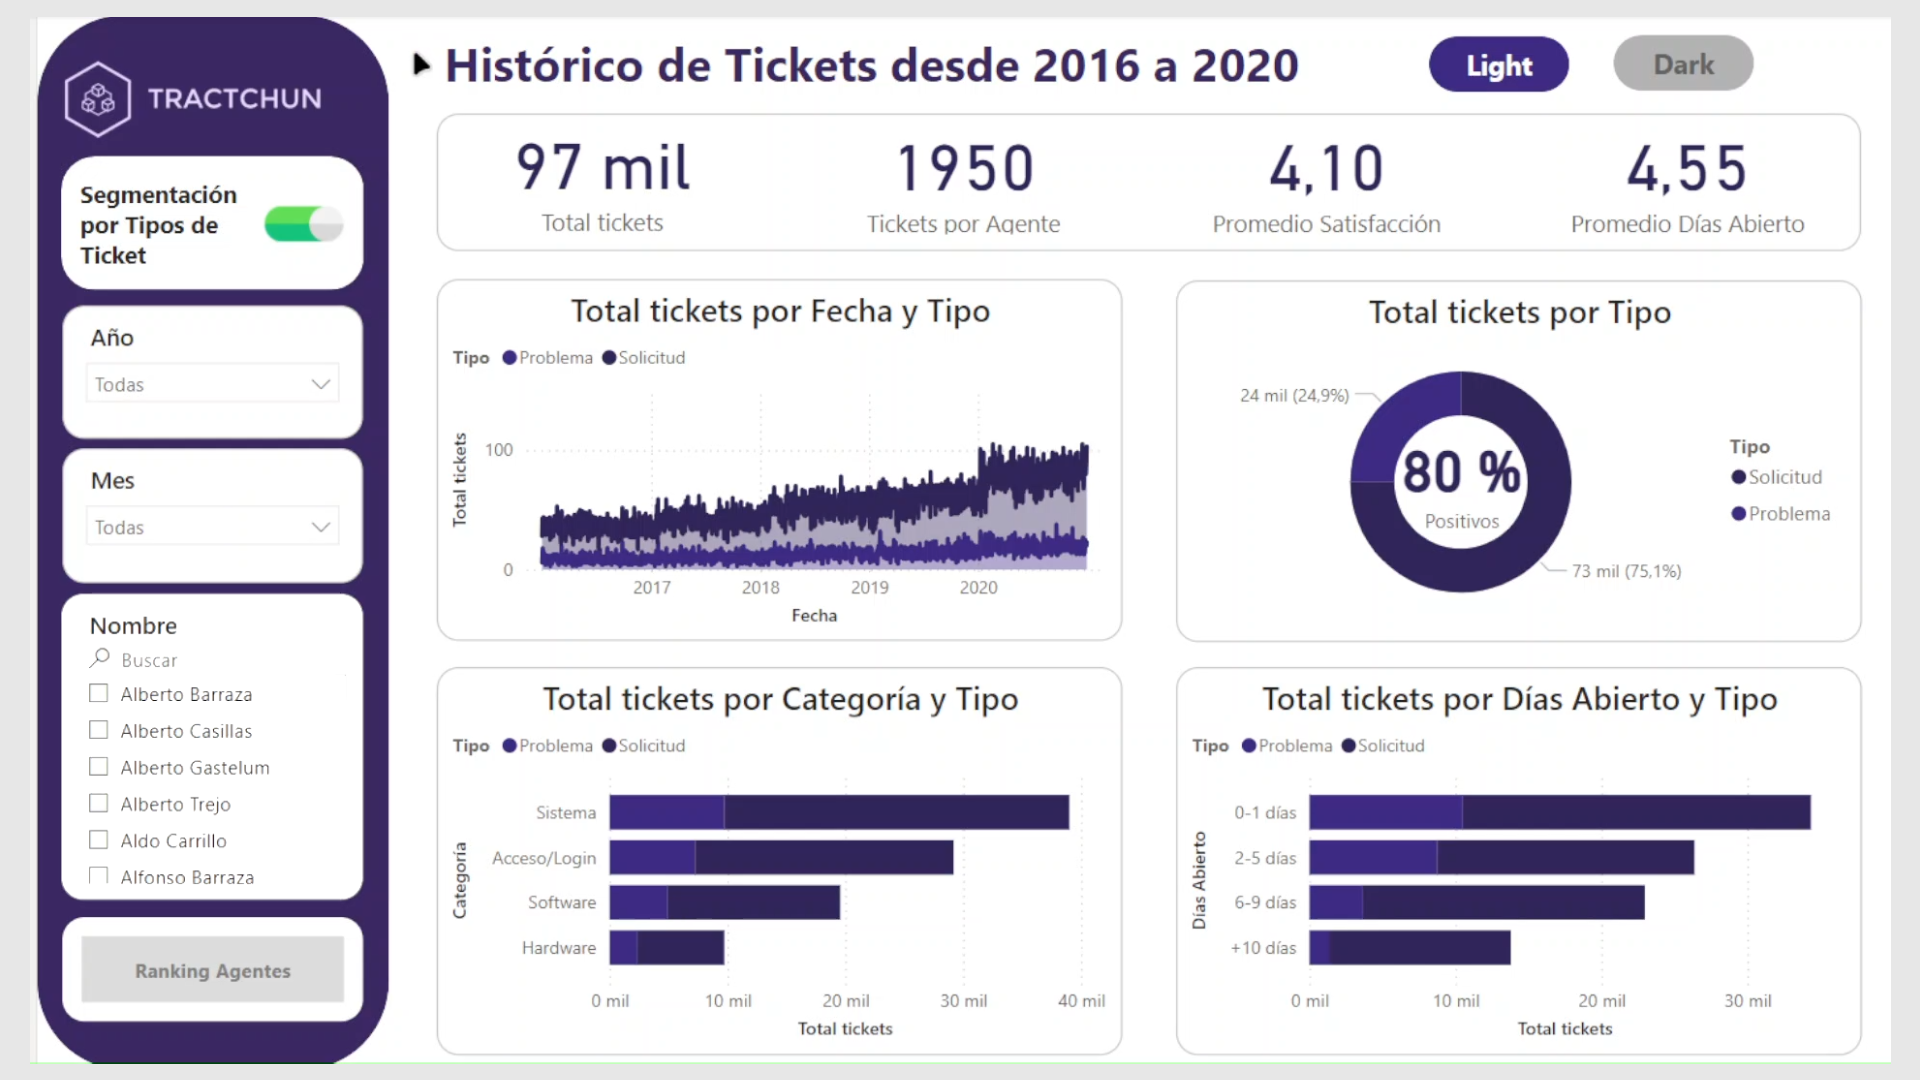 TRACTCHUN
Segmentación
por Tipos de
Ticket
Año
Todas
Mes
Todas
Nombre
Buscar
Alberto Barraza
Alberto Casillas
Alberto Gastelum
Alberto Trejo
Aldo Carrillo
Alfonso Barraza
Ranking Agentes
Histórico de Tickets desde 2016 a 2020
Light
Dark
97 mil
Total tickets
1950
Tickets por Agente
4,10
Promedio Satisfacción
4,55
Promedio Días Abierto
Total tickets por Fecha y Tipo
Tipo Problema Solicitud
Total tickets
100
0
2017 2018 2019 2020
Fecha
Total tickets por Tipo
24 mil (24,9%)
80 %
Positivos
73 mil (75,1%)
Tipo
Solicitud
Problema
Total tickets por Categoría y Tipo
Tipo Problema Solicitud
Categoría
Sistema
Acceso/Login
Software
Hardware
0 mil 10 mil 20 mil 30 mil 40 mil
Total tickets
Total tickets por Días Abierto y Tipo
Tipo Problema Solicitud
Días Abierto
0-1 días
2-5 días
6-9 días
+10 días
0 mil 10 mil 20 mil 30 mil
Total tickets